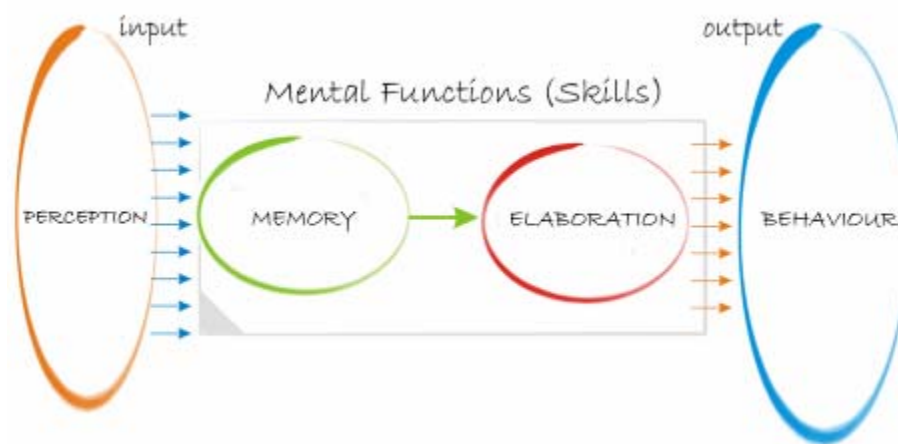 input
output
Mental Functions (Skills)
PERCEPTION
MEMORY
ELABORATION
BEHAVIOUR